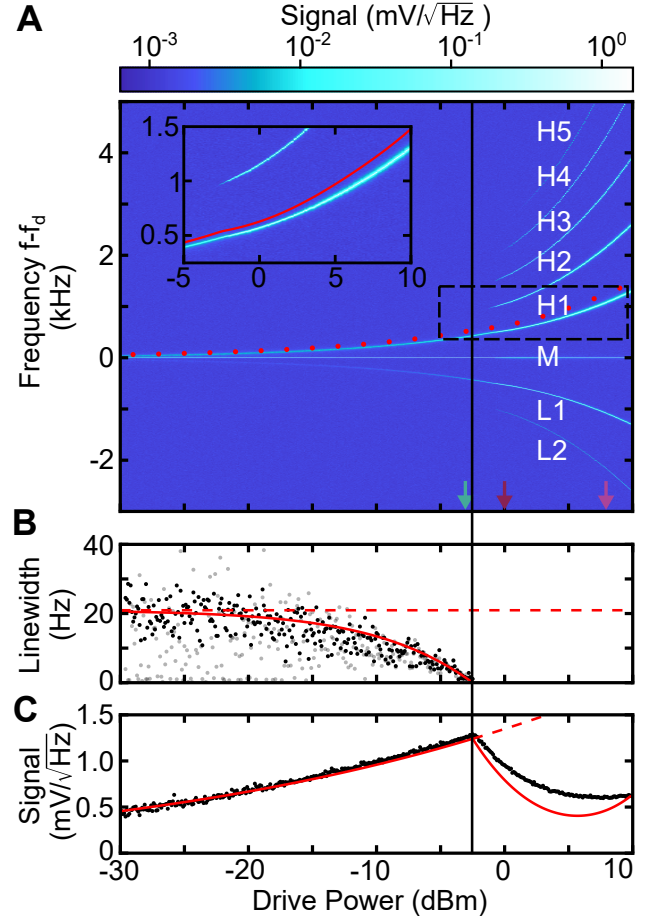 A
Signal (mV/√Hz)
10⁻³ 10⁻² 10⁻¹ 10⁰
Frequency f-f_d
(kHz)
4
2
0
-2
1.5
1
0.5
-5 0 5 10
H5
H4
H3
H2
H1
M
L1
L2
B
Linewidth
(Hz)
40
20
0
C
Signal
(mV/√Hz)
1.5
1.0
0.5
0
-30 -20 -10 0 10
Drive Power (dBm)